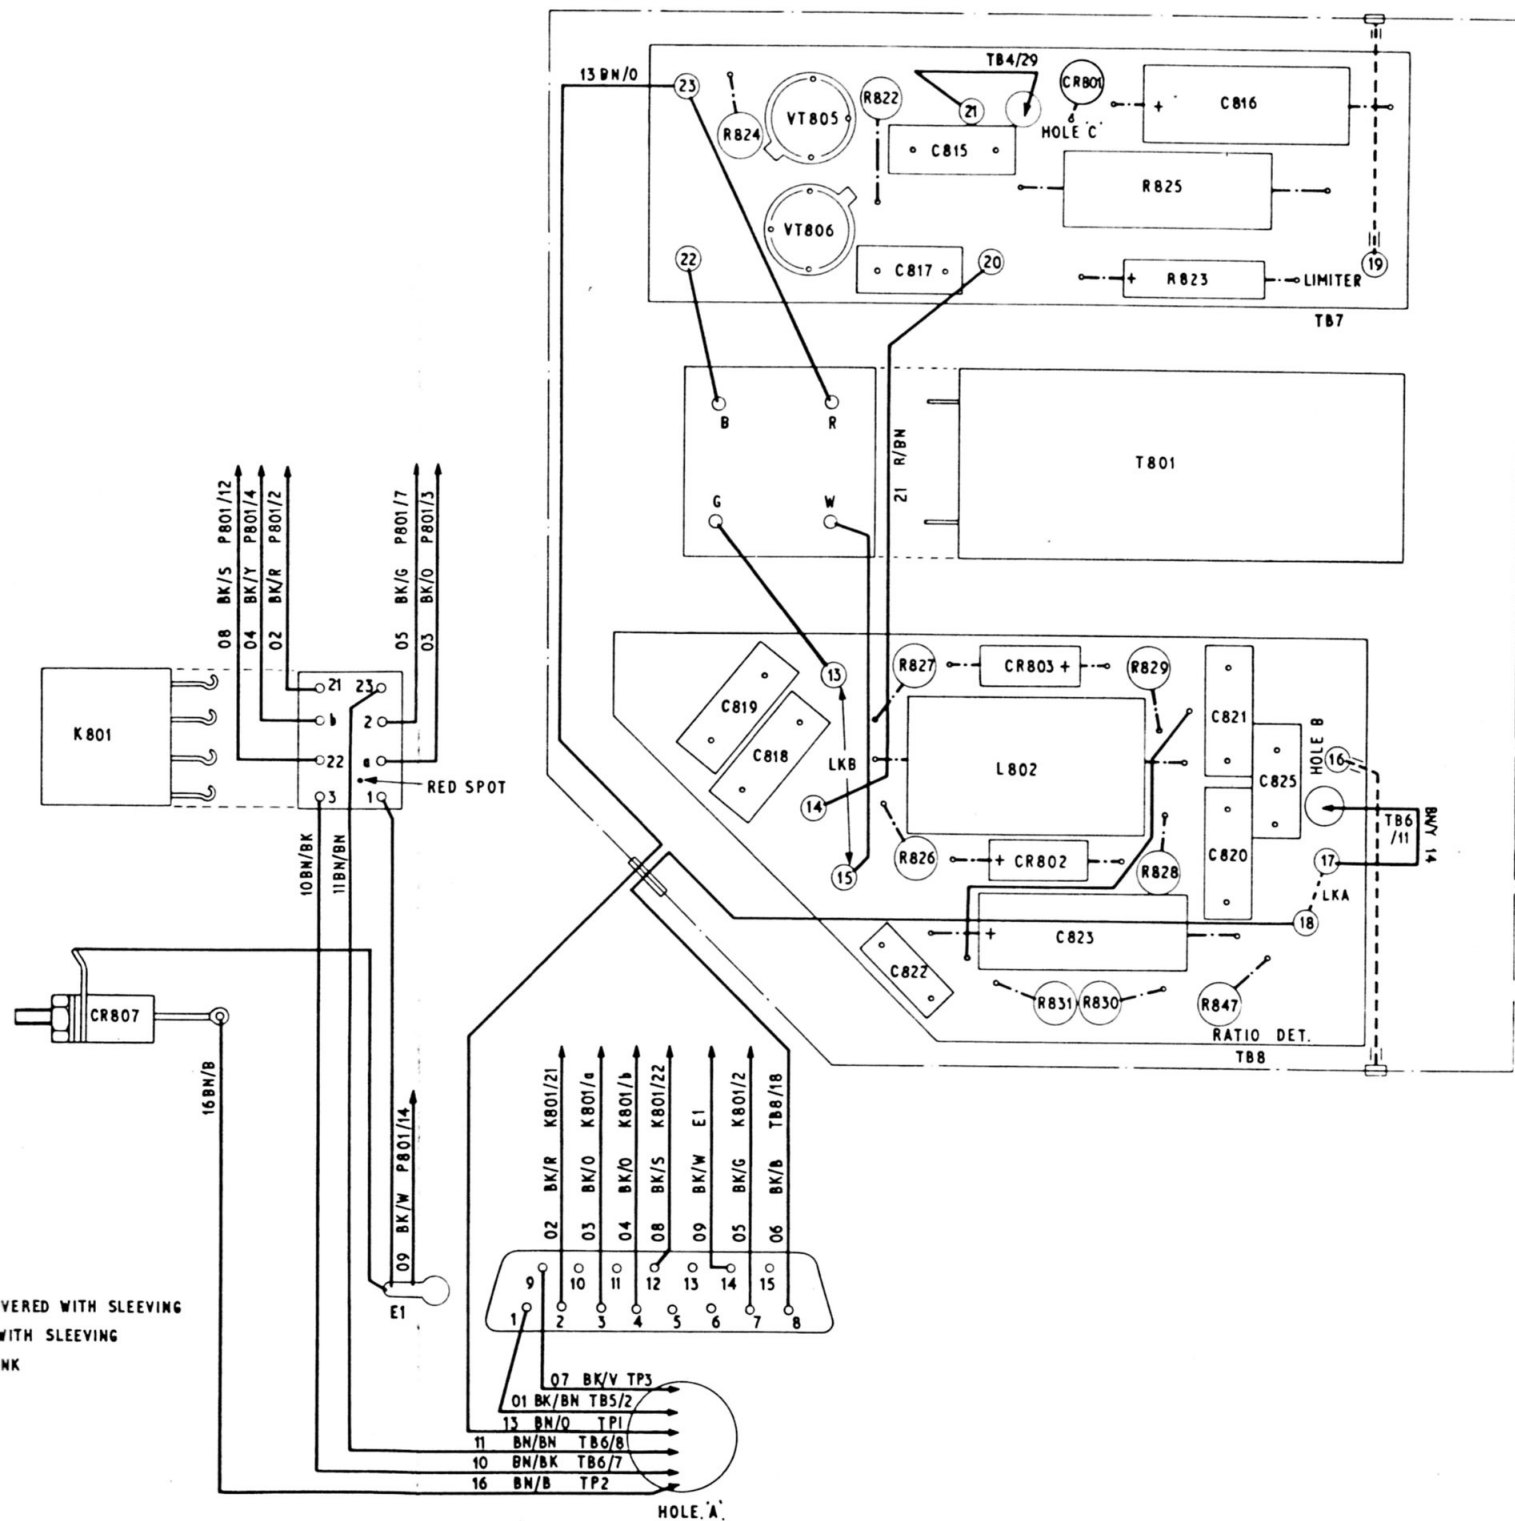 13 BN/O
23
R824
VT805
R822
TB4/29
21
CR801
HOLE 'C'
C816
C815
R825
VT806
22
C817
20
R823
LIMITER
19
TB7
B
R
G
W
21 R/BN
T801
08 BK/S P801/12
04 BK/Y P801/4
02 BK/R P801/2
05 BK/G P801/7
03 BK/O P801/3
K801
21
23
b
2
22
a
3
1
RED SPOT
10BN/BK
11BN/BN
13
R827
CR803 +
R829
C819
C818
LKB
L802
C821
C825
HOLE B
16
14
15
R826
+ CR802
R828
C820
TB6
/11
BN/Y 14
17
LKA
18
C822
+ C823
R831
R830
R847
RATIO DET.
TB8
CR807
16BN/B
09 BK/W P801/14
E1
02 BK/R K801/21
03 BK/O K801/a
04 BK/O K801/b
08 BK/S K801/22
09 BK/W E1
05 BK/G K801/2
06 BK/B TB8/18
9
10
11
12
13
14
15
1
2
3
4
5
6
7
8
VERED WITH SLEEVING
WITH SLEEVING
NK
07 BK/V TP3
01 BK/BN TB5/2
13 BN/O TP1
11 BN/BN TB6/8
10 BN/BK TB6/7
16 BN/B TP2
HOLE 'A'.